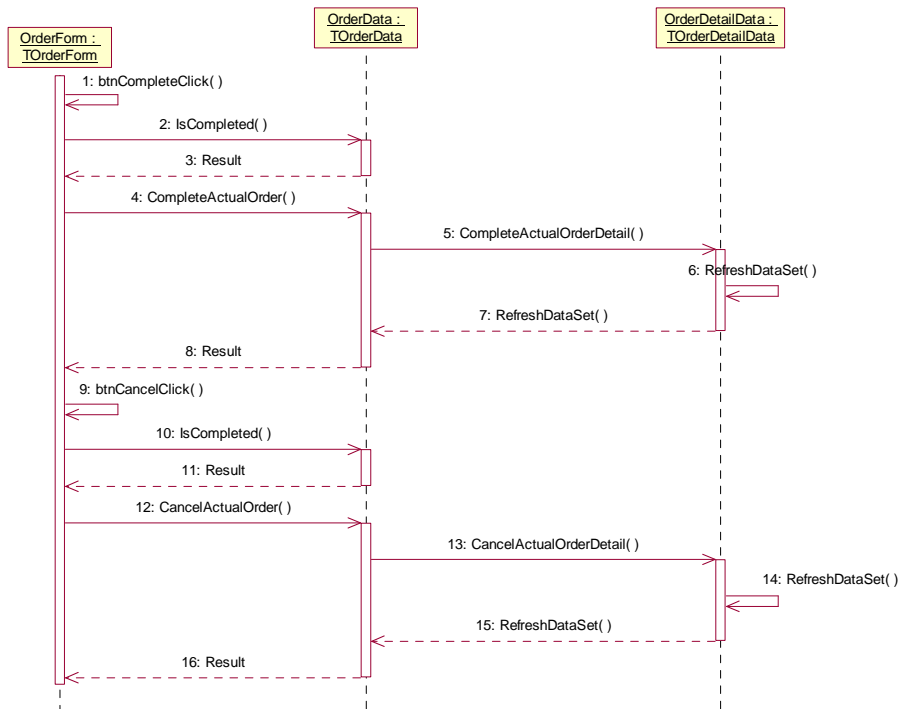 OrderForm :
TOrderForm
OrderData :
TOrderData
OrderDetailData :
TOrderDetailData
1: btnCompleteClick( )
2: IsCompleted( )
3: Result
4: CompleteActualOrder( )
5: CompleteActualOrderDetail( )
6: RefreshDataSet( )
7: RefreshDataSet( )
8: Result
9: btnCancelClick( )
10: IsCompleted( )
11: Result
12: CancelActualOrder( )
13: CancelActualOrderDetail( )
14: RefreshDataSet( )
15: RefreshDataSet( )
16: Result